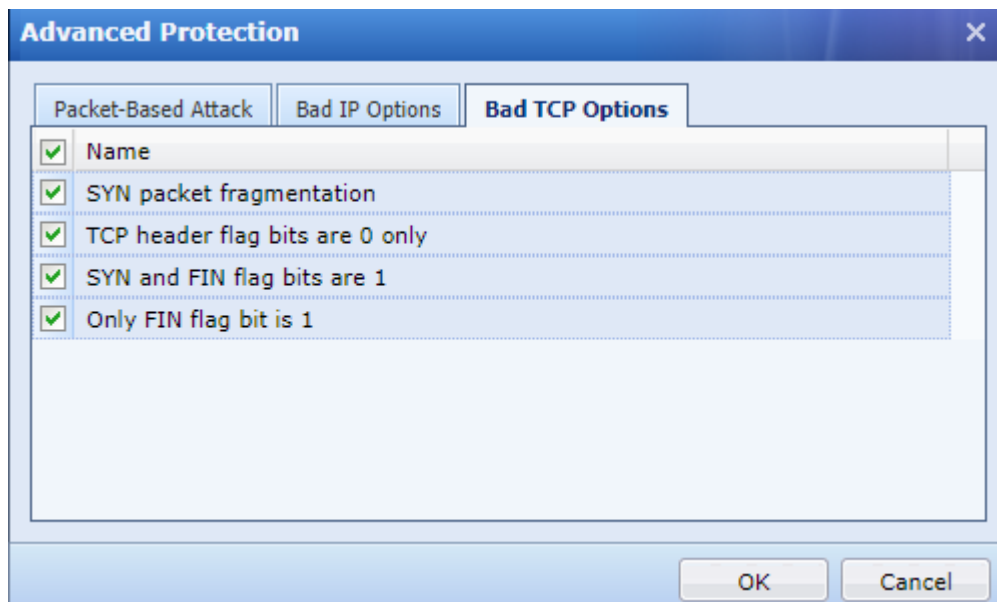 Advanced Protection
Packet-Based Attack Bad IP Options Bad TCP Options
Name
SYN packet fragmentation
TCP header flag bits are 0 only
SYN and FIN flag bits are 1
Only FIN flag bit is 1
OK Cancel